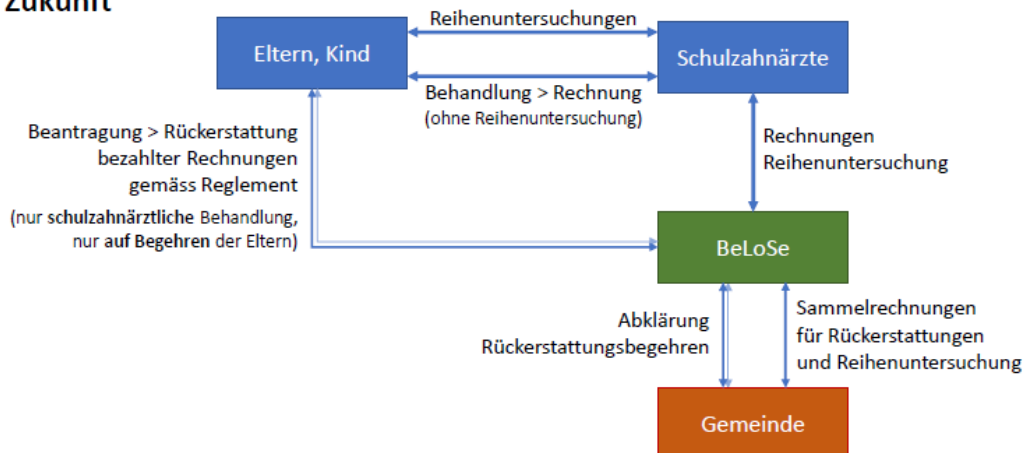 Zukunft
Reihenuntersuchungen
Eltern, Kind
Schulzahnärzte
Behandlung > Rechnung
(ohne Reihenuntersuchung)
Beantragung > Rückerstattung
bezahlter Rechnungen
gemäss Reglement
(nur schulzahnärztliche Behandlung,
nur auf Begehren der Eltern)
Rechnungen
Reihenuntersuchung
BeLoSe
Abklärung
Rückerstattungsbegehren
Sammelrechnungen
für Rückerstattungen
und Reihenuntersuchung
Gemeinde